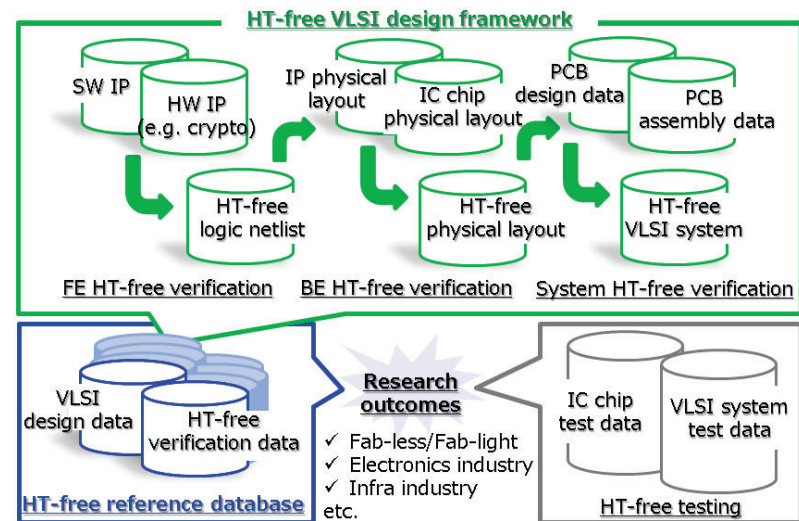 HT-free VLSI design framework
SW IP
HW IP
(e.g. crypto)
IP physical
layout
IC chip
physical layout
PCB
design data
PCB
assembly data
HT-free
logic netlist
HT-free
physical layout
HT-free
VLSI system
FE HT-free verification
BE HT-free verification
System HT-free verification
VLSI
design data
HT-free
verification data
HT-free reference database
Research
outcomes
✓ Fab-less/Fab-light
✓ Electronics industry
✓ Infra industry
etc.
IC chip
test data
VLSI system
test data
HT-free testing